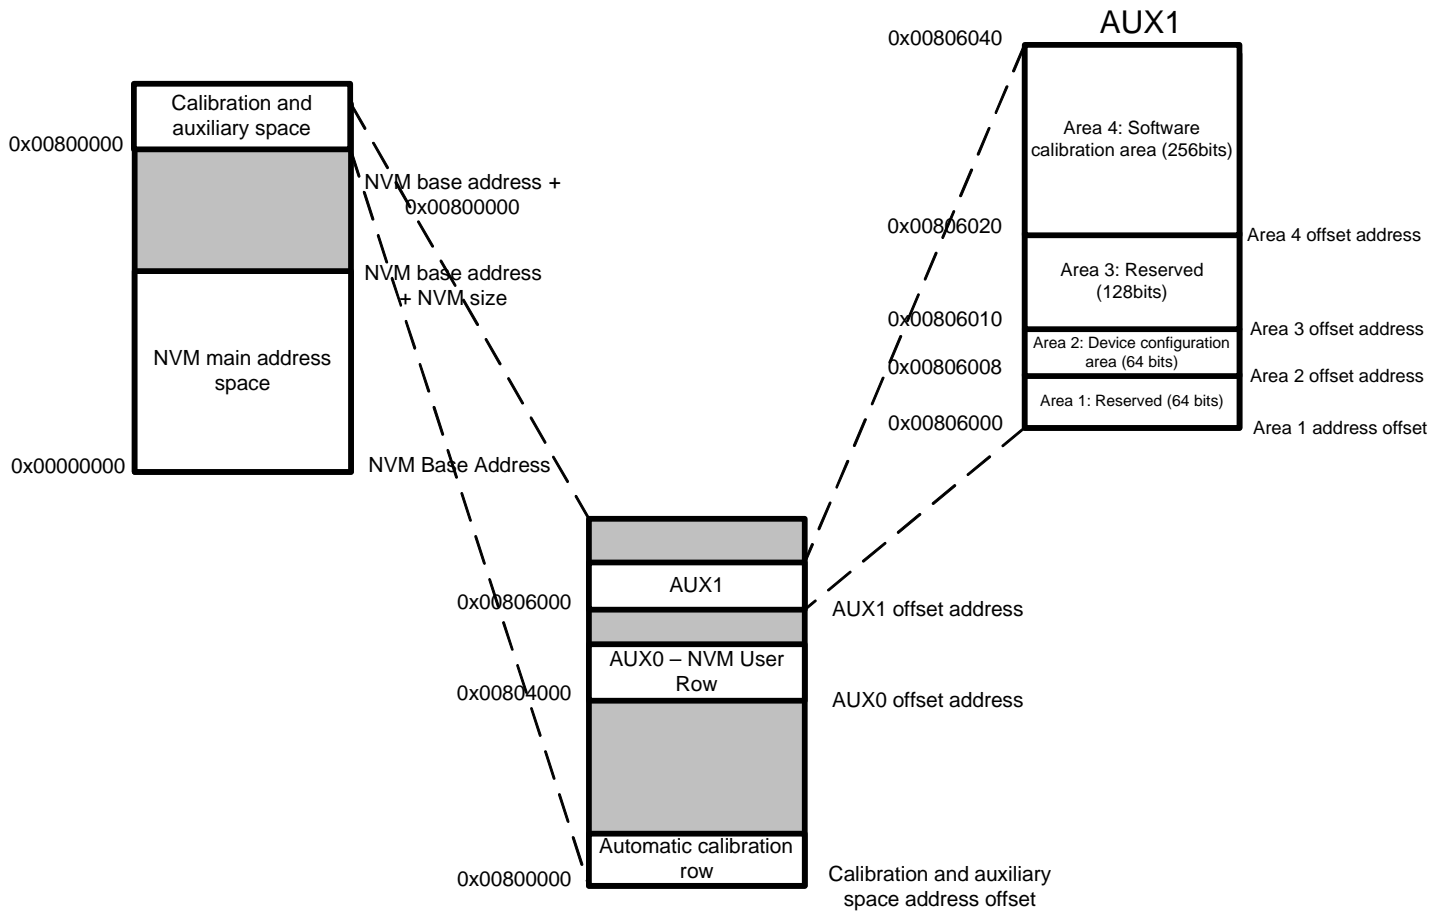 Calibration and
auxiliary space
0x00800000
NVM base address +
0x00800000
NVM base address
+ NVM size
NVM main address
space
0x00000000
NVM Base Address
AUX1
0x00806040
Area 4: Software
calibration area (256bits)
0x00806020
Area 4 offset address
Area 3: Reserved
(128bits)
0x00806010
Area 3 offset address
Area 2: Device configuration
area (64 bits)
0x00806008
Area 2 offset address
Area 1: Reserved (64 bits)
0x00806000
Area 1 address offset
AUX1
0x00806000
AUX1 offset address
AUX0 – NVM User
Row
0x00804000
AUX0 offset address
Automatic calibration
row
0x00800000
Calibration and auxiliary
space address offset